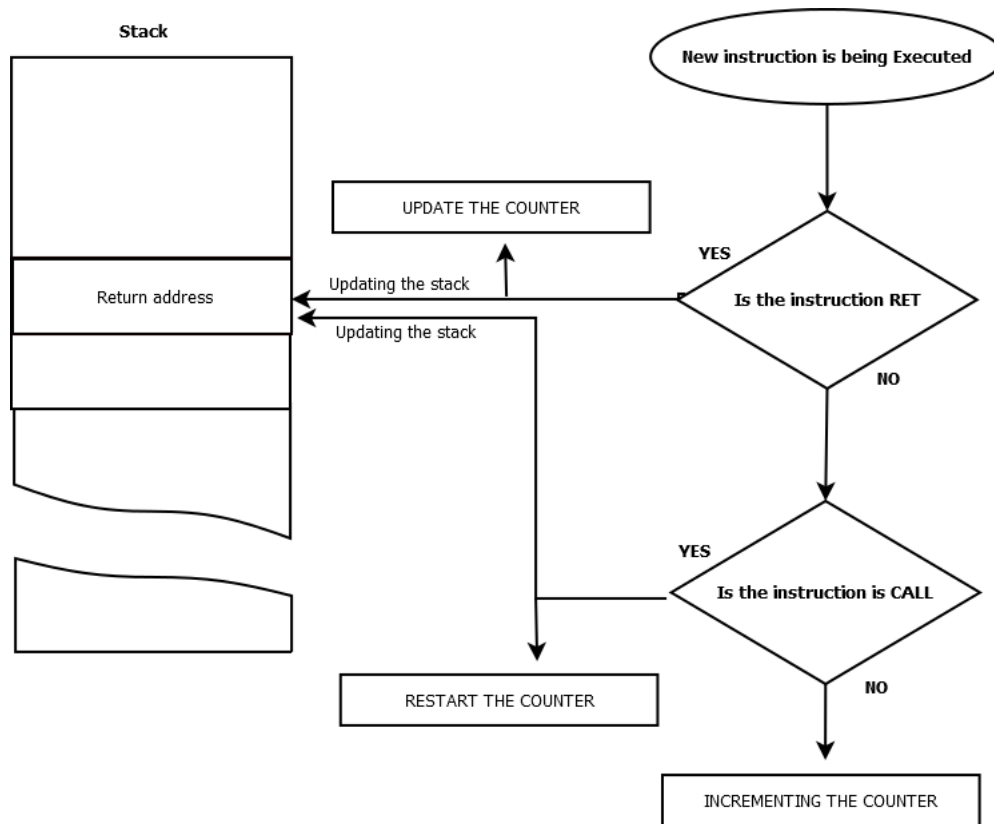 Stack
New instruction is being Executed
UPDATE THE COUNTER
YES
Updating the stack
Return address
Is the instruction RET
Updating the stack
NO
YES
Is the instruction is CALL
RESTART THE COUNTER
NO
INCREMENTING THE COUNTER